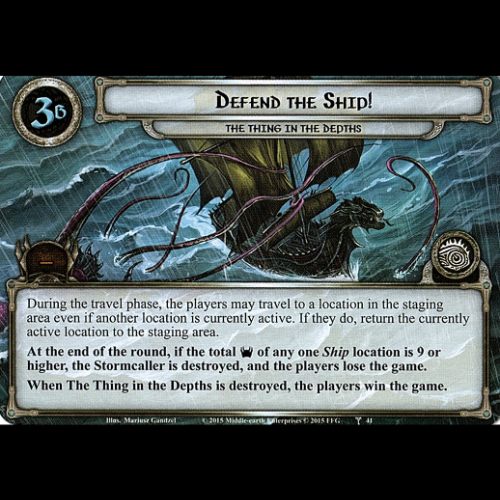 3B
DEFEND THE SHIP!
THE THING IN THE DEPTHS
During the travel phase, the players may travel to a location in the staging
area even if another location is currently active. If they do, return the currently
active location to the staging area.
At the end of the round, if the total of any one Ship location is 9 or
higher, the Stormcaller is destroyed, and the players lose the game.
When The Thing in the Depths is destroyed, the players win the game.
Illus. Mariusz Gandzel © 2015 Middle-earth Enterprises © 2015 FFG 41